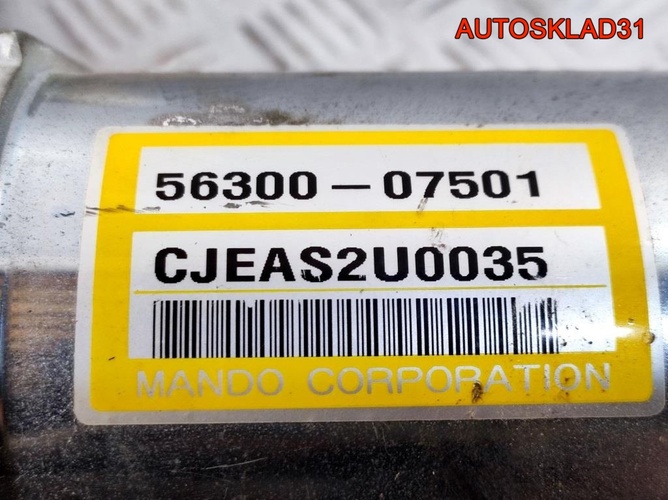 AUTOSKLAD31
56300-07501
CJEAS2U0035
MANDO CORPORATION